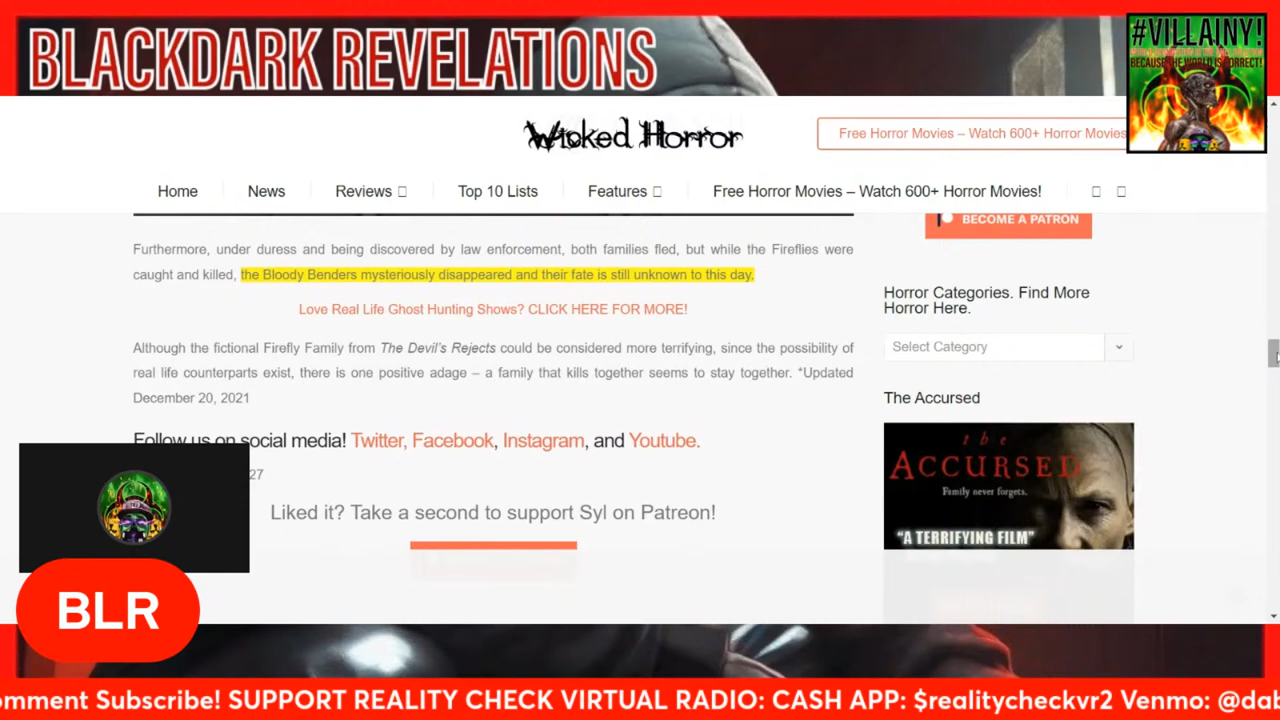 BLACKDARK REVELATIONS
#VILLAINY!
BECAUSE THE WORLD IS CORRECT!
Wicked Horror
Free Horror Movies – Watch 600+ Horror Movies
Home
News
Reviews
Top 10 Lists
Features
Free Horror Movies – Watch 600+ Horror Movies!
BECOME A PATRON
Furthermore, under duress and being discovered by law enforcement, both families fled, but while the Fireflies were
caught and killed, the Bloody Benders mysteriously disappeared and their fate is still unknown to this day.
Love Real Life Ghost Hunting Shows? CLICK HERE FOR MORE!
Although the fictional Firefly Family from The Devil's Rejects could be considered more terrifying, since the possibility of
real life counterparts exist, there is one positive adage – a family that kills together seems to stay together. *Updated
December 20, 2021
Follow us on social media! Twitter, Facebook, Instagram, and Youtube.
27
Liked it? Take a second to support Syl on Patreon!
Horror Categories. Find More
Horror Here.
Select Category
The Accursed
the
ACCURSED
Family never forgets.
"A TERRIFYING FILM"
BLR
omment Subscribe! SUPPORT REALITY CHECK VIRTUAL RADIO: CASH APP: $realitycheckvr2 Venmo: @dab